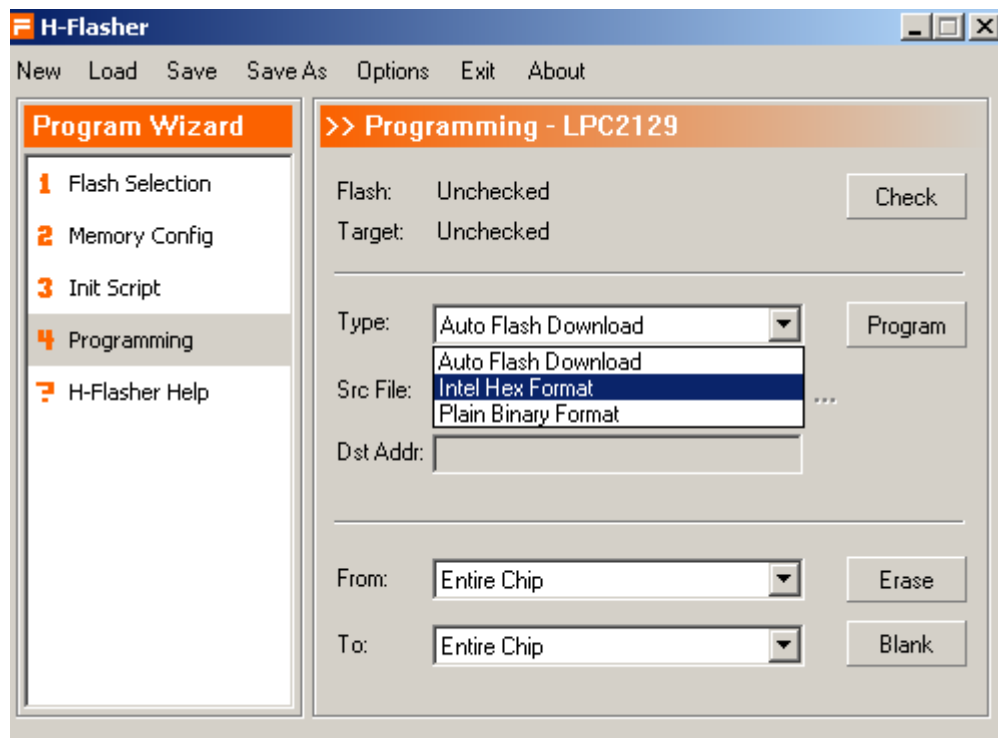 H-Flasher
New Load Save Save As Options Exit About
Program Wizard
1 Flash Selection
2 Memory Config
3 Init Script
4 Programming
? H-Flasher Help
>> Programming - LPC2129
Flash: Unchecked
Check
Target: Unchecked
Type: Auto Flash Download
Program
Auto Flash Download
Src File: Intel Hex Format ...
Plain Binary Format
Dst Addr:
From: Entire Chip
Erase
To: Entire Chip
Blank